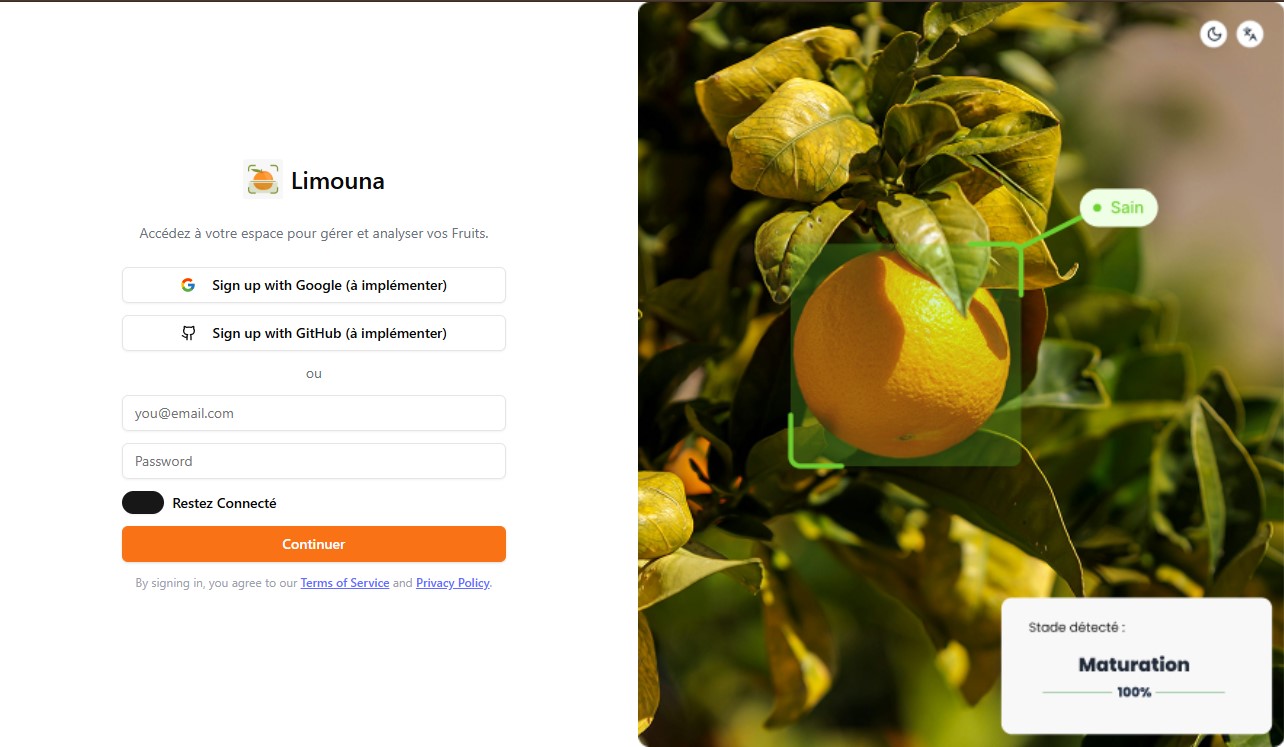 Limouna
Accédez à votre espace pour gérer et analyser vos Fruits.
Sign up with Google (à implémenter)
Sign up with GitHub (à implémenter)
ou
you@email.com
Password
Restez Connecté
Continuer
By signing in, you agree to our Terms of Service and Privacy Policy.
Sain
Stade détecté :
Maturation
100%